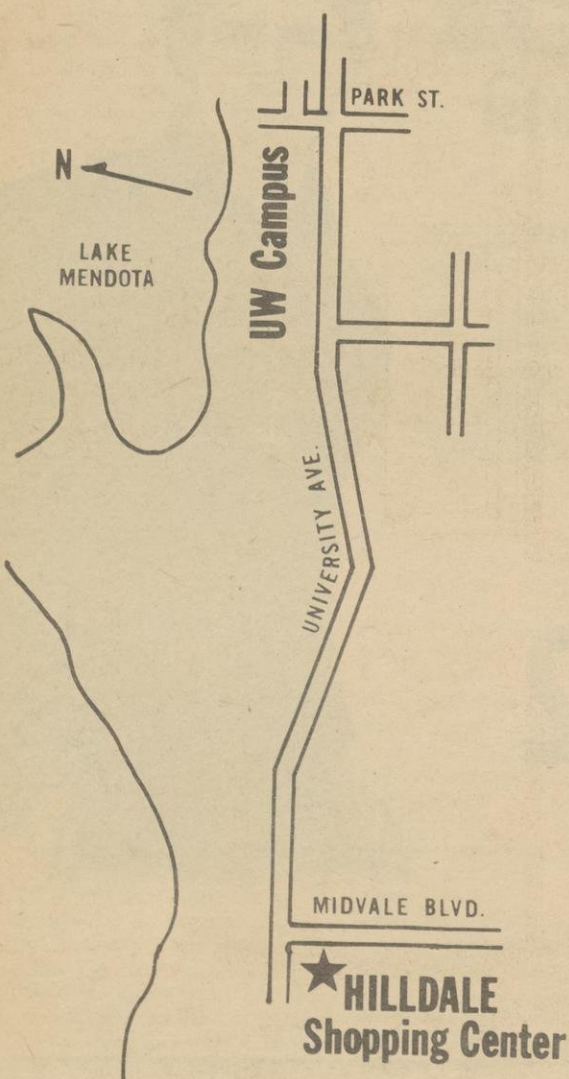 PARK ST.
N
LAKE
MENDOTA
UW Campus
UNIVERSITY AVE.
MIDVALE BLVD.
HILLDALE
Shopping Center